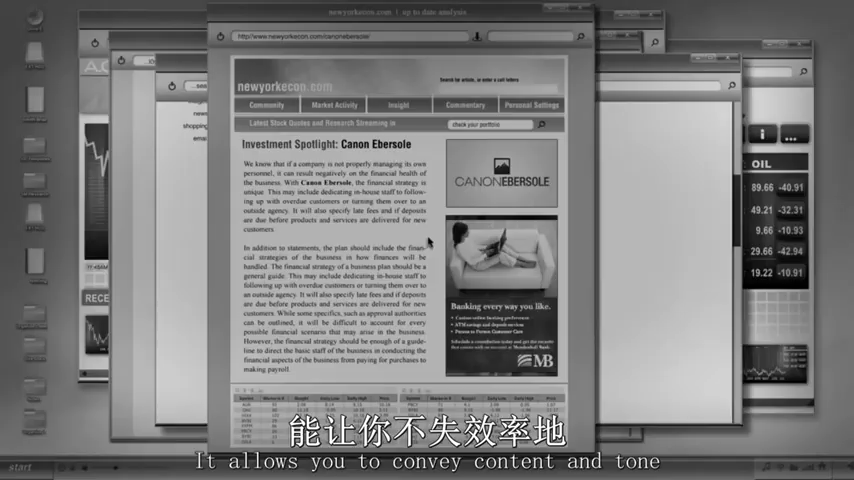 newyorkecon.com | up to date analysis
http://www.newyorkecon.com/canonebersole/
newyorkecon.com
Search for article, or enter a call letters
Community
Market Activity
Insight
Commentary
Personal Settings
Latest Stock Quotes and Research Streaming in
check your portfolio
Investment Spotlight: Canon Ebersole
We know that if a company is not properly managing its own
personnel, it can result negatively on the financial health of
the business. With Canon Ebersole, the financial strategy is
unique. This may include dedicating in-house staff to follow-
ing up with overdue customers or turning them over to an
outside agency. It will also specify late fees and if deposits
are due before products and services are delivered for new
customers.
In addition to statements, the plan should include the finan-
cial strategies of the business in how finances will be
handled. The financial strategy of a business plan should be a
general guide. This may include dedicating in-house staff to
following up with overdue customers or turning them over to
an outside agency. It will also specify late fees and if deposits
are due before products and services are delivered for new
customers. While some specifics, such as approval authorities
can be outlined, it will be difficult to account for every
possible financial scenario that may arise in the business.
However, the financial strategy should be enough of a guide-
line to direct the basic staff of the business in conducting the
financial aspects of the business from paying for purchases to
making payroll.
CANONEBERSOLE
Banking every way you like.
MB
OIL
89.66 -40.91
49.21 -32.31
9.66 -10.93
29.66 -42.94
19.22 -10.91
RECE
start
能让你不失效率地
It allows you to convey content and tone